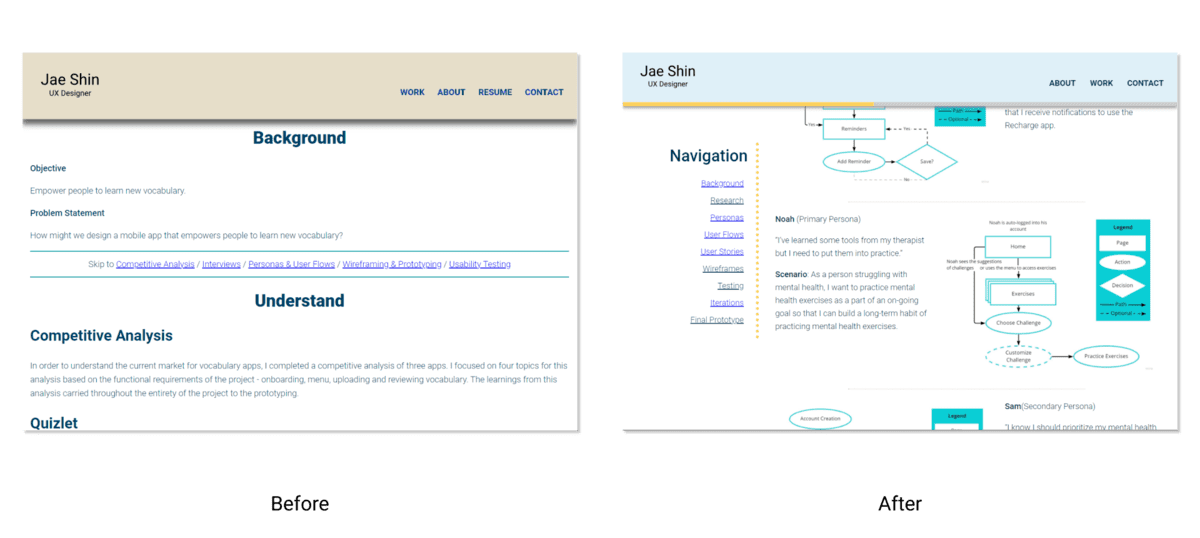 Jae Shin
UX Designer
WORK ABOUT RESUME CONTACT
Background
Objective
Empower people to learn new vocabulary.
Problem Statement
How might we design a mobile app that empowers people to learn new vocabulary?
Skip to Competitive Analysis / Interviews / Personas & User Flows / Wireframing & Prototyping / Usability Testing
Understand
Competitive Analysis
In order to understand the current market for vocabulary apps, I completed a competitive analysis of three apps. I focused on four topics for this
analysis based on the functional requirements of the project - onboarding, menu, uploading and reviewing vocabulary. The learnings from this
analysis carried throughout the entirety of the project to the prototyping.
Quizlet
Before
Jae Shin
UX Designer
ABOUT WORK CONTACT
Navigation
Background
Research
Personas
User Flows
User Stories
Wireframes
Testing
Iterations
Final Prototype
Yes
Reminders
Yes
Add Reminder
Save?
No
Path
Optional
that I receive notifications to use the
Recharge app.
Noah (Primary Persona)
"I've learned some tools from my therapist
but I need to put them into practice."
Scenario: As a person struggling with
mental health, I want to practice mental
health exercises as a part of an on-going
goal so that I can build a long-term habit of
practicing mental health exercises.
Noah is auto-logged into his
account
Home
Noah sees the suggestions
of challenges
or uses the menu to access exercises
Exercises
Choose Challenge
Customize
Challenge
Practice Exercises
Legend
Page
Action
Decision
Path
Optional
Account Creation
Legend
Sam(Secondary Persona)
"I know I should prioritize my mental health
After